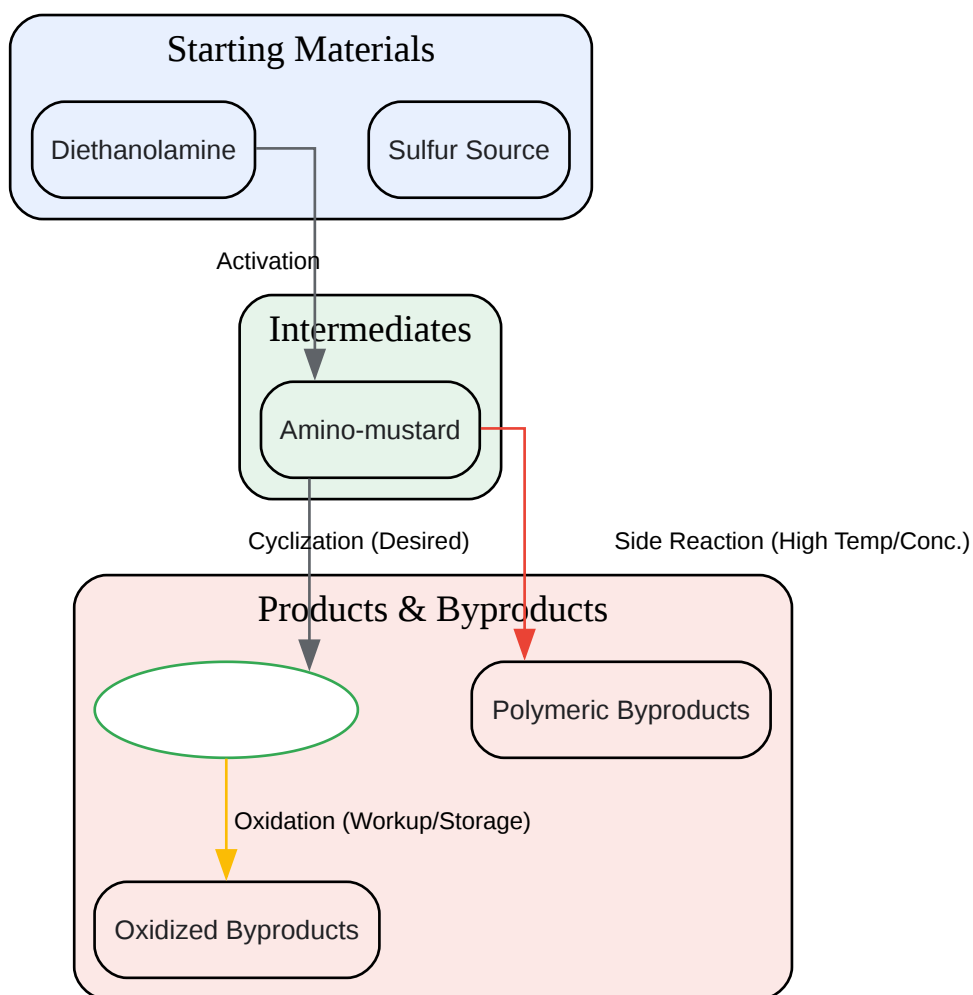 Starting Materials
Diethanolamine
Sulfur Source
Activation
Intermediates
Amino-mustard
Cyclization (Desired)
Side Reaction (High Temp/Conc.)
Products & Byproducts
Polymeric Byproducts
Oxidation (Workup/Storage)
Oxidized Byproducts